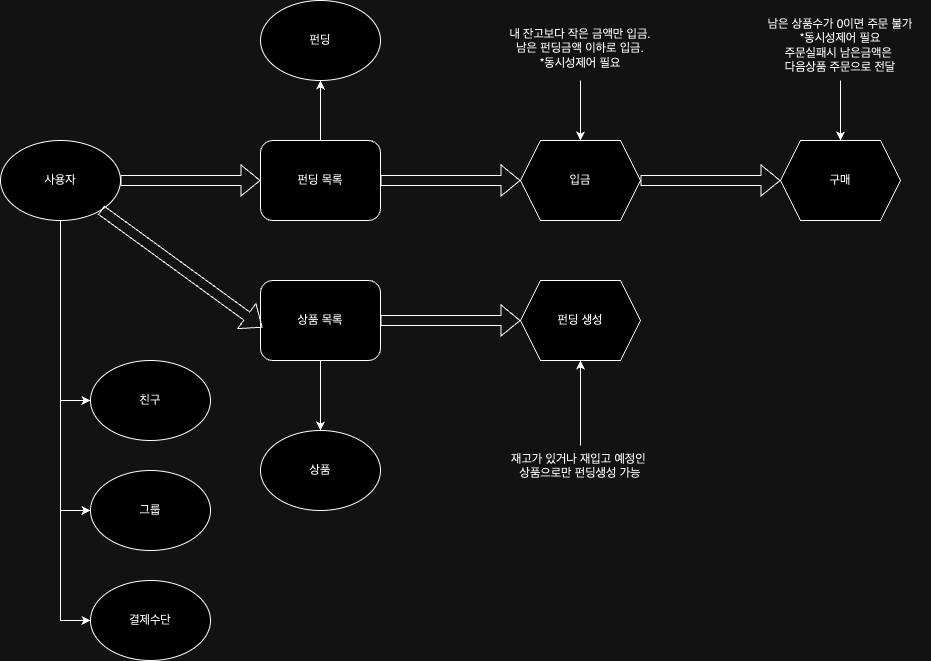 펀딩
내 잔고보다 작은 금액만 입금.
남은 펀딩금액 이하로 입금.
*동시성제어 필요
남은 상품수가 0이면 주문 불가
*동시성제어 필요
주문실패시 남은금액은
다음상품 주문으로 전달
사용자
펀딩 목록
입금
구매
상품 목록
펀딩 생성
친구
상품
재고가 있거나 재입고 예정인
상품으로만 펀딩생성 가능
그룹
결제수단